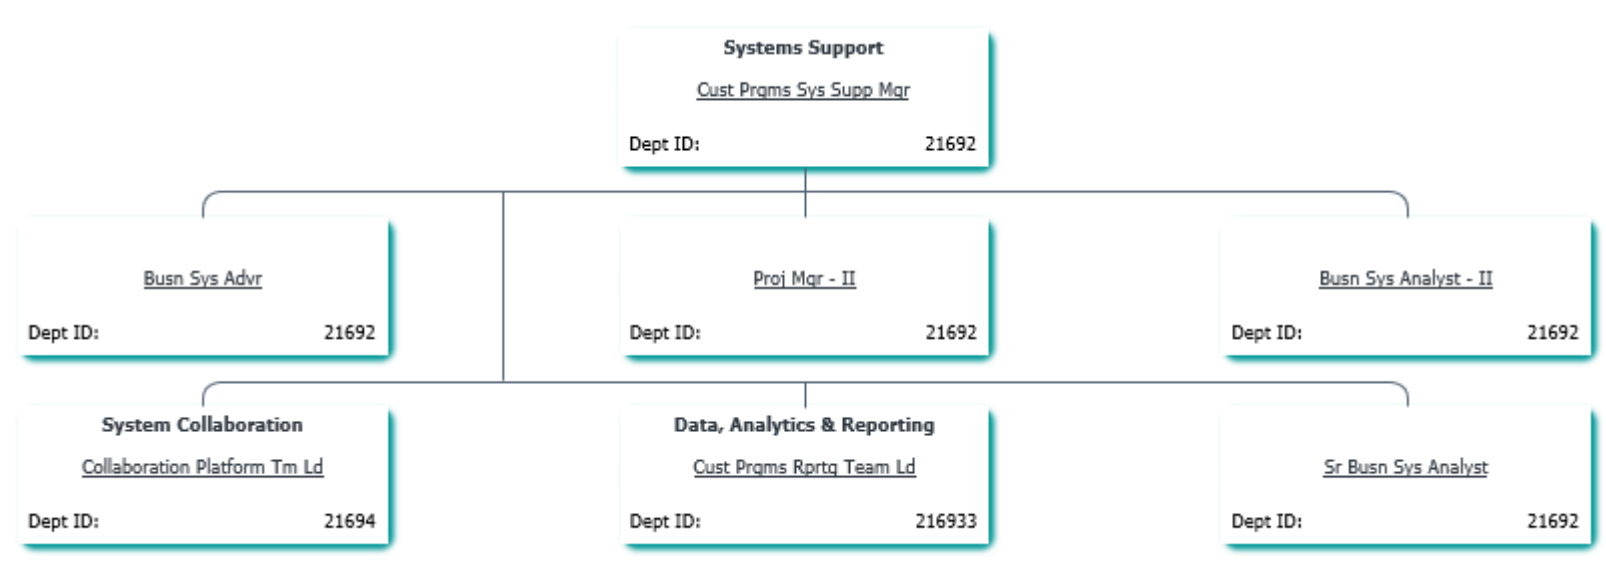 Systems Support
Cust Prgms Sys Supp Mgr
Dept ID: 21692
Busn Sys Advr
Dept ID: 21692
Proj Mgr - II
Dept ID: 21692
Busn Sys Analyst - II
Dept ID: 21692
System Collaboration
Collaboration Platform Tm Ld
Dept ID: 21694
Data, Analytics & Reporting
Cust Prgms Rprtg Team Ld
Dept ID: 216933
Sr Busn Sys Analyst
Dept ID: 21692